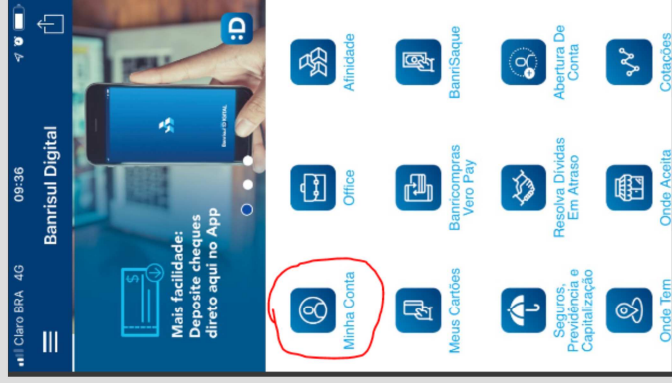 Claro BRA 4G 09:36
Banrisul Digital
Mais facilidade:
Deposite cheques
direto aqui no App
Banrisul DIGITAL
:D
Minha Conta
Office
Afinidade
Meus Cartões
Banricompras
Vero Pay
BanriSaque
Seguros,
Previdência e
Capitalização
Resolva Dívidas
Em Atraso
Abertura De
Conta
Onde Tem
Onde Aceita
Cotações